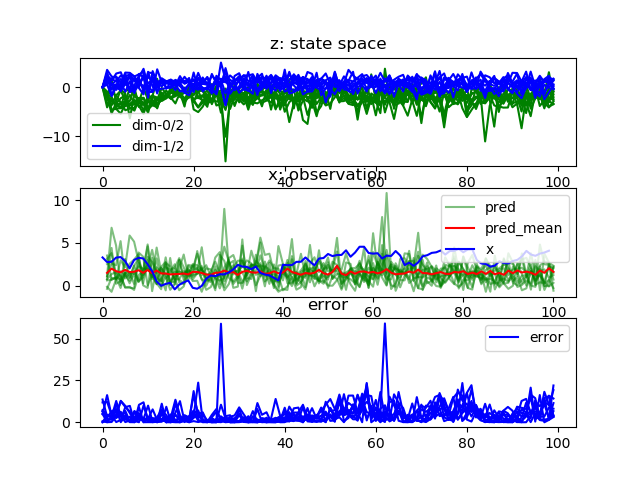 z: state space
0
−10
dim-0/2
dim-1/2
0 20 40 60 80 100
x: observation
10
5
0
pred
pred_mean
x
0 20 40 60 80 100
error
50
25
0
error
0 20 40 60 80 100